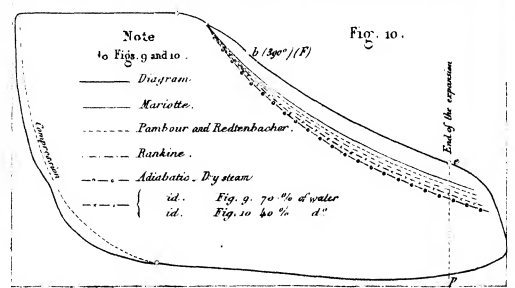 Note
to Figs. 9 and 10.
Fig. 10.
b (390°) (F)
Diagram.
Mariotte.
Pambour and Redtenbacher.
Rankine.
Adiabatic - Dry steam
id. Fig. 9. 70 % of water
id. Fig. 10 40 % d°
Compression
End of the expansion
P